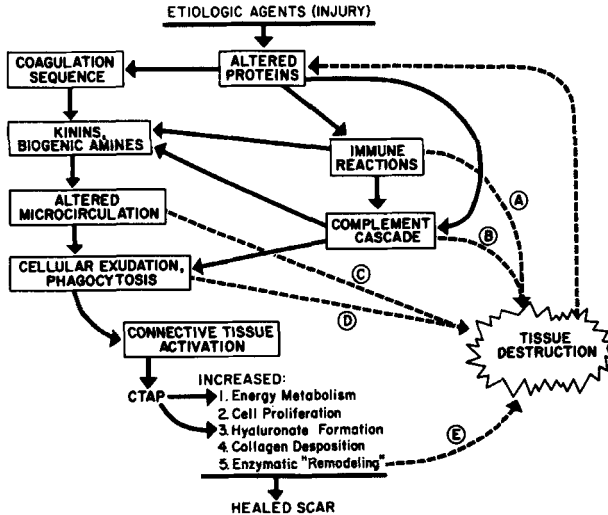 ETIOLOGIC AGENTS (INJURY)
COAGULATION
SEQUENCE
ALTERED
PROTEINS
KININS,
BIOGENIC AMINES
IMMUNE
REACTIONS
A
ALTERED
MICROCIRCULATION
COMPLEMENT
CASCADE
B
CELLULAR EXUDATION,
PHAGOCYTOSIS
C
D
TISSUE
DESTRUCTION
CONNECTIVE TISSUE
ACTIVATION
INCREASED:
CTAP
1. Energy Metabolism
2. Cell Proliferation
3. Hyaluronate Formation
4. Collagen Desposition
5. Enzymatic "Remodeling"
E
HEALED SCAR